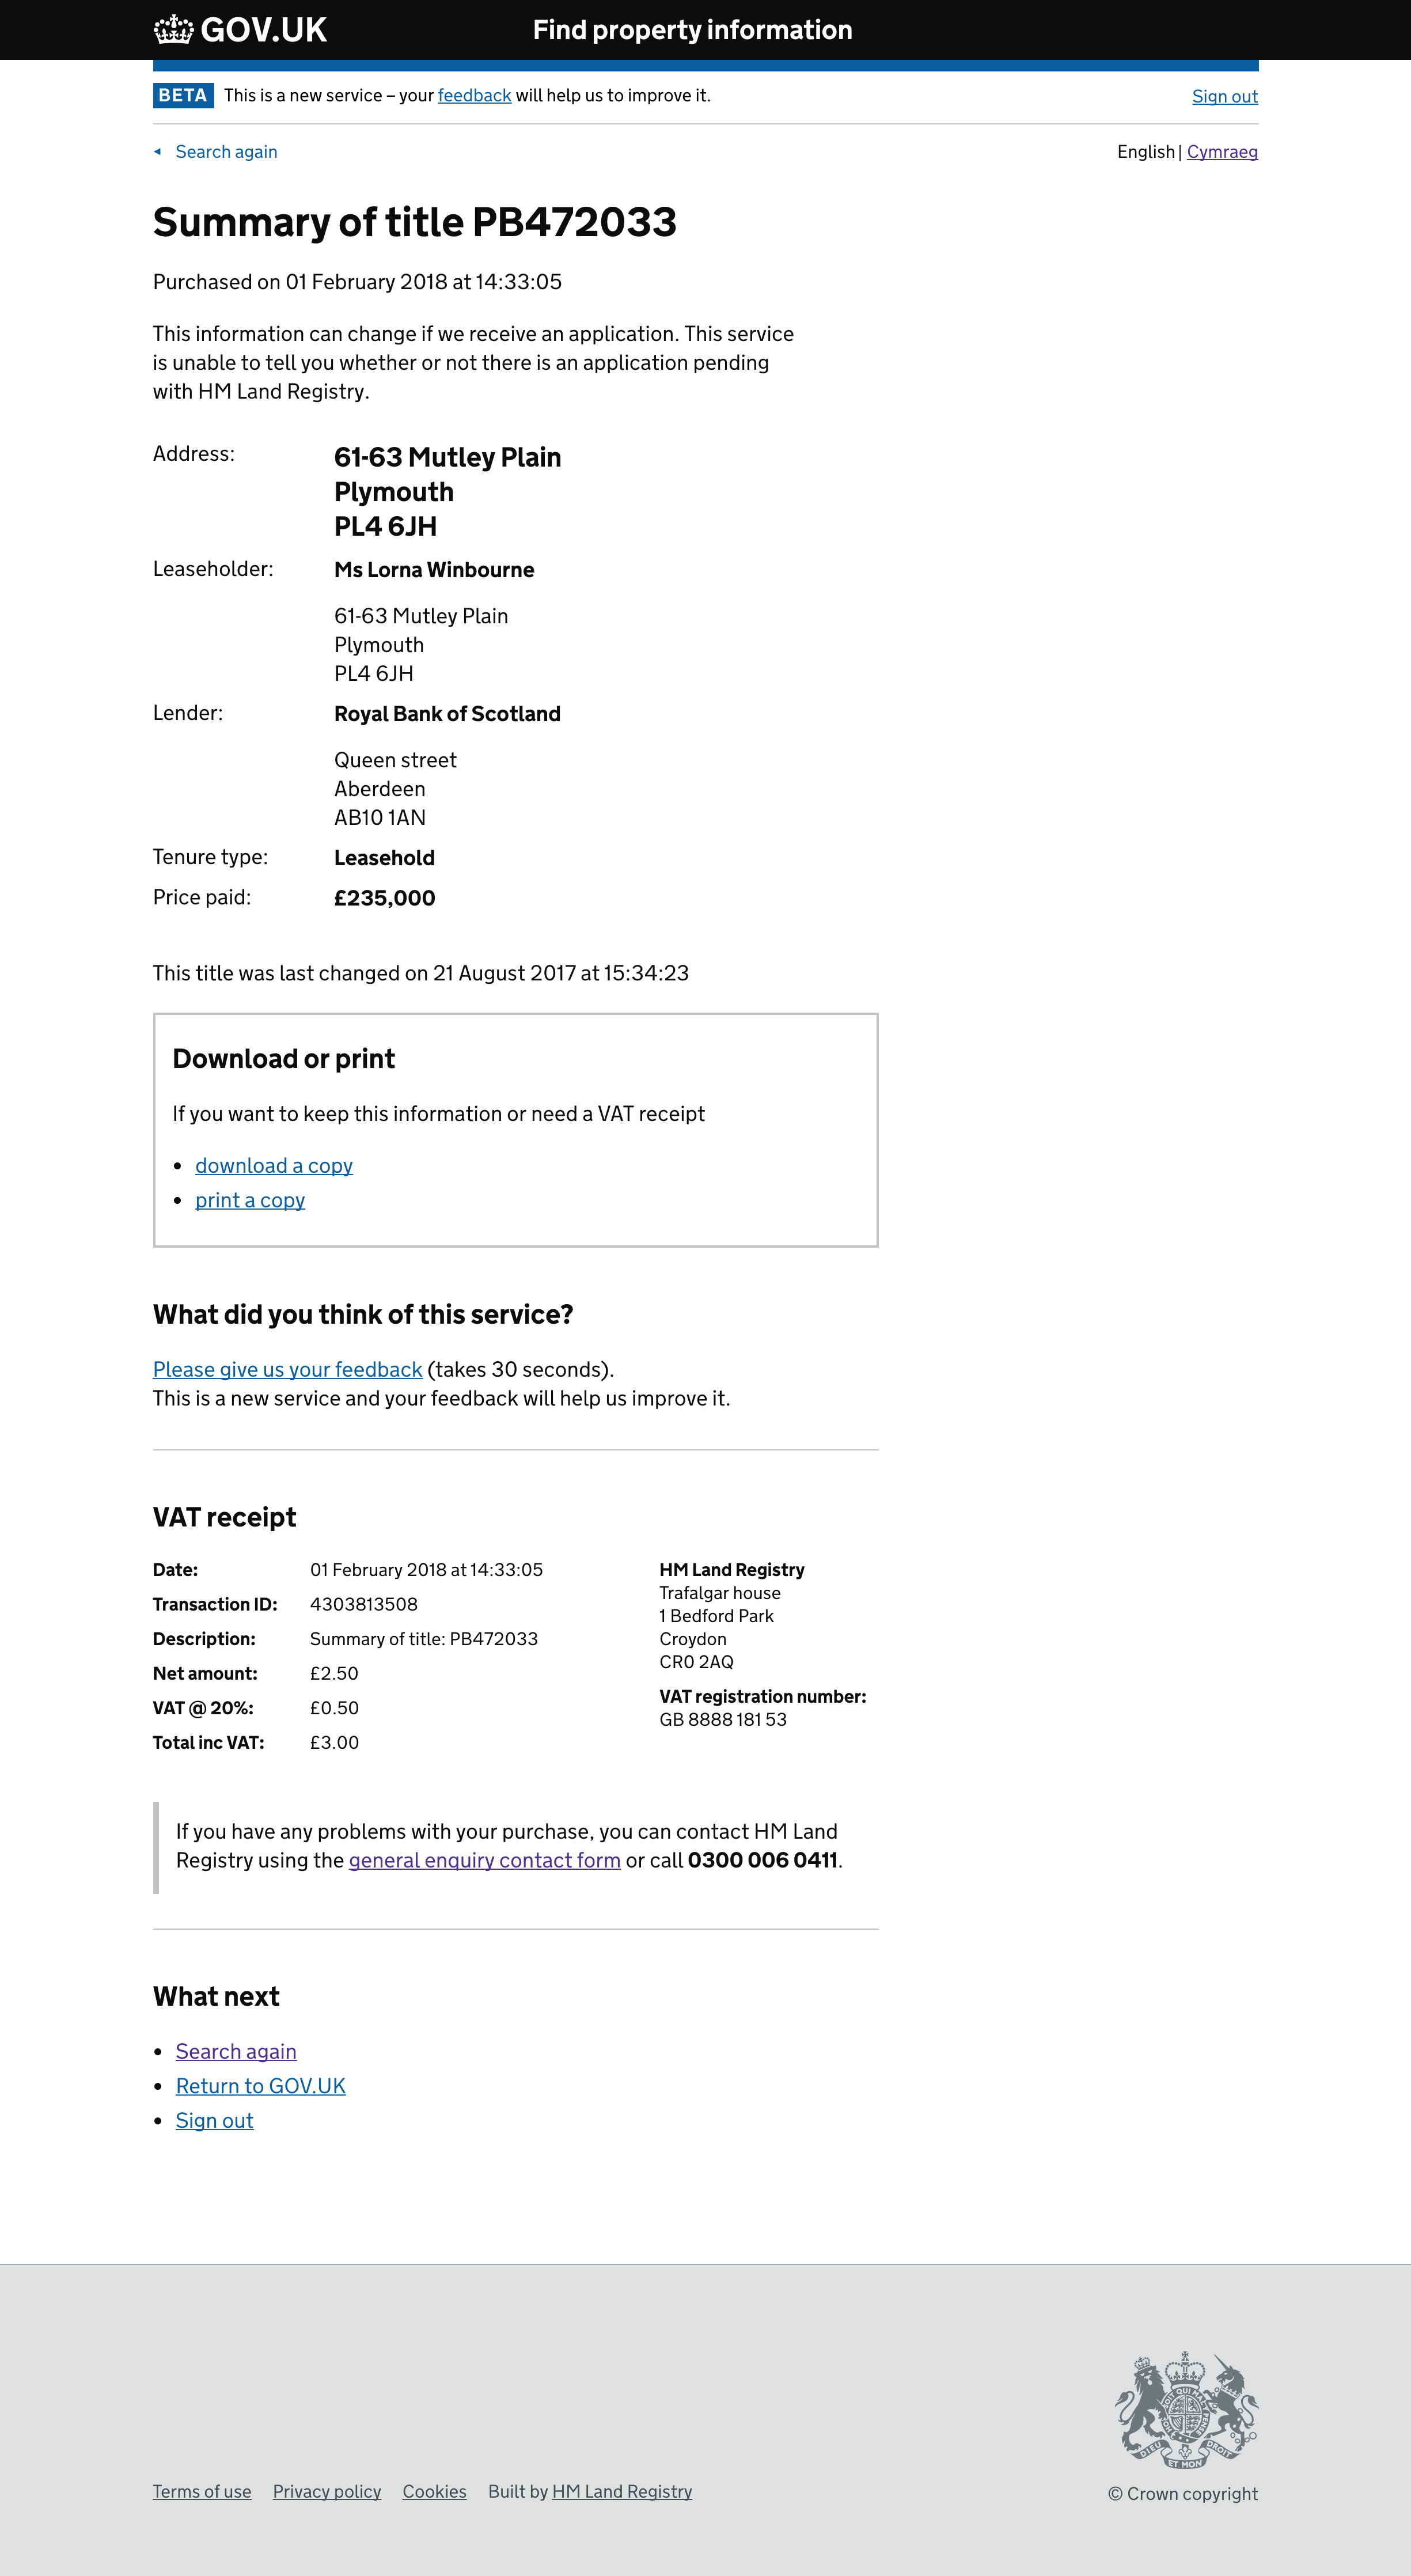 GOV.UK
Find property information
BETA This is a new service – your feedback will help us to improve it.
Sign out
Search again
English | Cymraeg
Summary of title PB472033
Purchased on 01 February 2018 at 14:33:05
This information can change if we receive an application. This service
is unable to tell you whether or not there is an application pending
with HM Land Registry.
Address: 61-63 Mutley Plain
Plymouth
PL4 6JH
Leaseholder: Ms Lorna Winbourne
61-63 Mutley Plain
Plymouth
PL4 6JH
Lender: Royal Bank of Scotland
Queen street
Aberdeen
AB10 1AN
Tenure type: Leasehold
Price paid: £235,000
This title was last changed on 21 August 2017 at 15:34:23
Download or print
If you want to keep this information or need a VAT receipt
• download a copy
• print a copy
What did you think of this service?
Please give us your feedback (takes 30 seconds).
This is a new service and your feedback will help us improve it.
VAT receipt
Date: 01 February 2018 at 14:33:05
Transaction ID: 4303813508
Description: Summary of title: PB472033
Net amount: £2.50
VAT @ 20%: £0.50
Total inc VAT: £3.00
HM Land Registry
Trafalgar house
1 Bedford Park
Croydon
CR0 2AQ
VAT registration number:
GB 8888 181 53
If you have any problems with your purchase, you can contact HM Land
Registry using the general enquiry contact form or call 0300 006 0411.
What next
• Search again
• Return to GOV.UK
• Sign out
DIEU ET MON DROIT
Terms of use Privacy policy Cookies Built by HM Land Registry
© Crown copyright